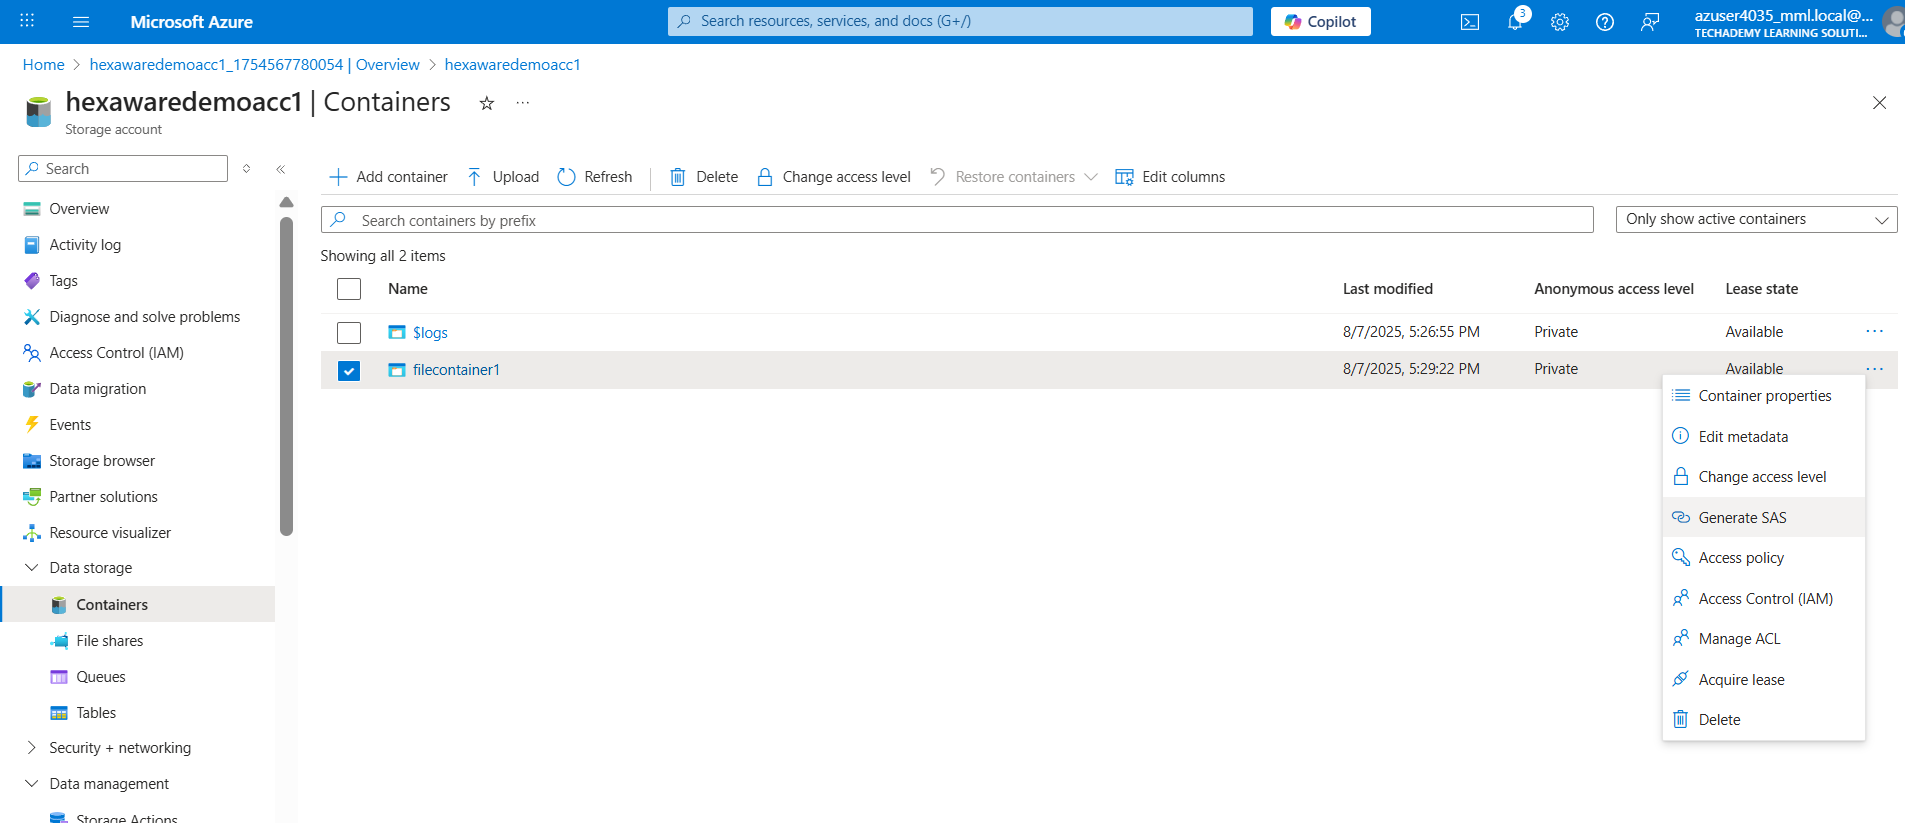 Microsoft Azure
Search resources, services, and docs (G+/)
Copilot
3
azuser4035_mml.local@...
TECHADEMY LEARNING SOLUTI...
Home > hexawaredemoacc1_1754567780054 | Overview > hexawaredemoacc1
hexawaredemoacc1 | Containers
Storage account
Search
Add container
Upload
Refresh
Delete
Change access level
Restore containers
Edit columns
Overview
Activity log
Tags
Diagnose and solve problems
Access Control (IAM)
Data migration
Events
Storage browser
Partner solutions
Resource visualizer
Data storage
Containers
File shares
Queues
Tables
Security + networking
Data management
Storage Actions
Search containers by prefix
Only show active containers
Showing all 2 items
Name Last modified Anonymous access level Lease state
$logs 8/7/2025, 5:26:55 PM Private Available ...
filecontainer1 8/7/2025, 5:29:22 PM Private Available ...
Container properties
Edit metadata
Change access level
Generate SAS
Access policy
Access Control (IAM)
Manage ACL
Acquire lease
Delete